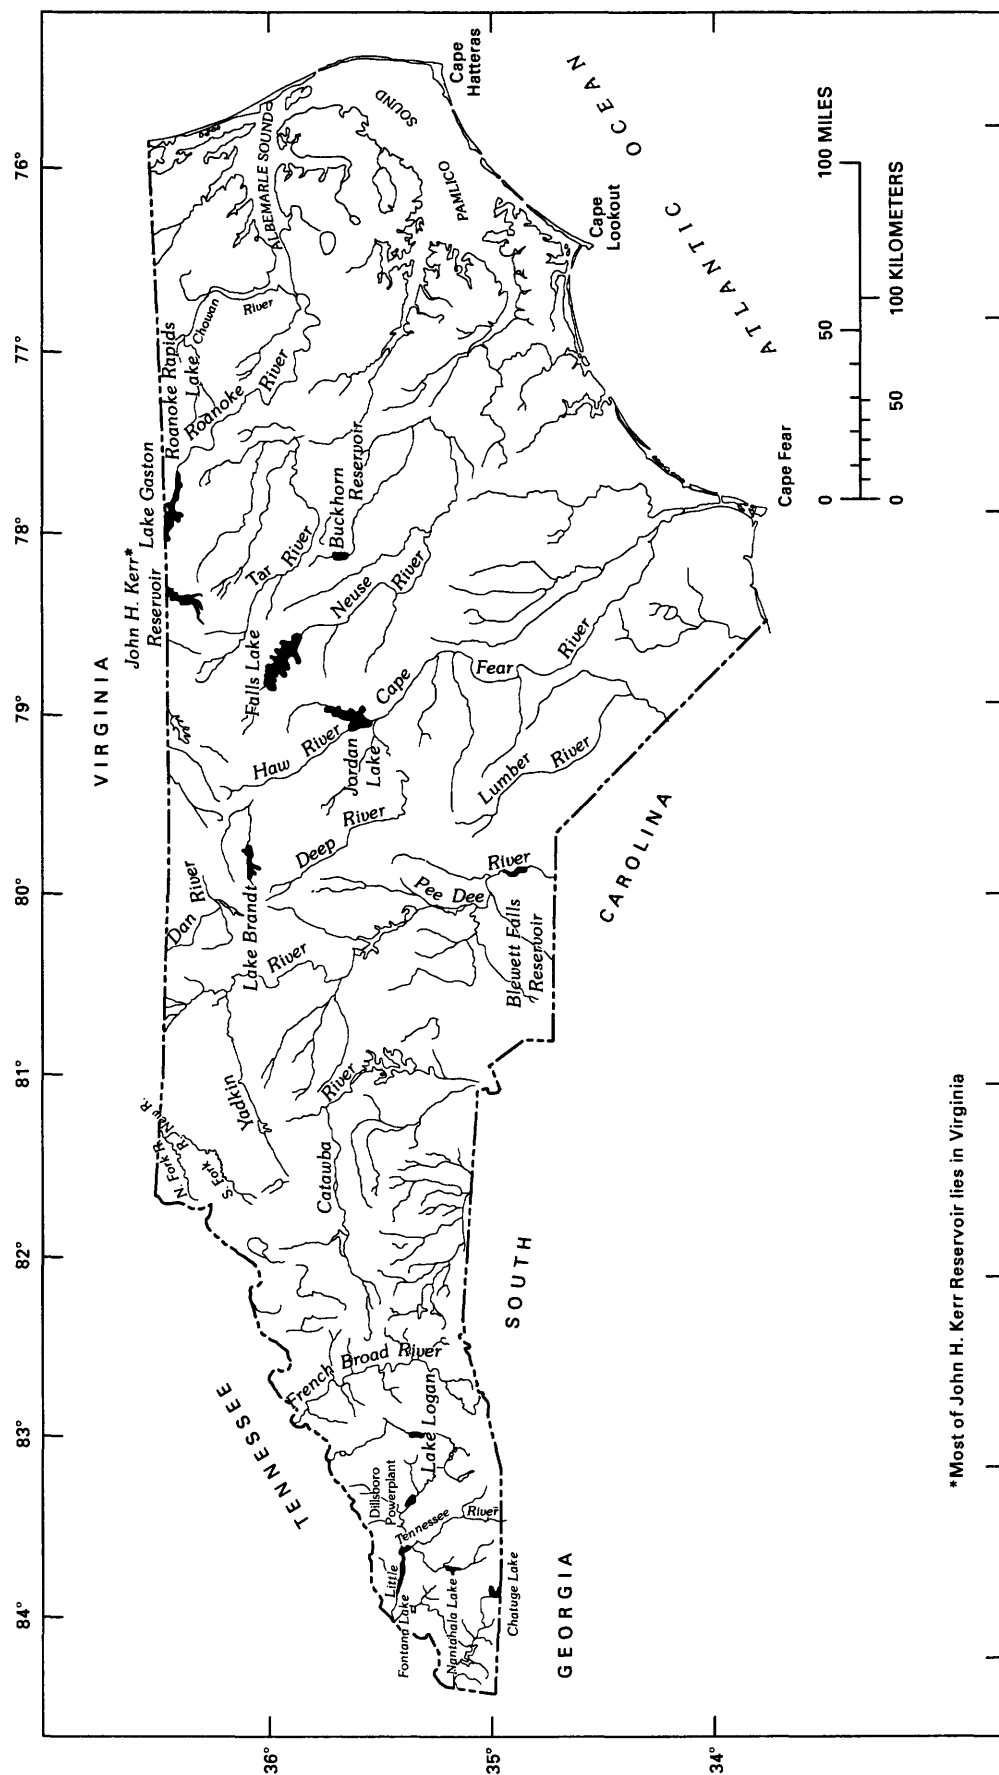 84°
83°
82°
81°
80°
79°
78°
77°
76°
36°
35°
34°
VIRGINIA
TENNESSEE
GEORGIA
SOUTH
CAROLINA
ATLANTIC OCEAN
N. Fork R.
New R.
S. Fork
R.
Yadkin
River
Dan River
Lake Brandt
Haw River
Deep River
Jordan
Lake
Falls Lake
John H. Kerr*
Reservoir
Lake Gaston
Roanoke Rapids
Lake
Roanoke River
Chowan
River
ALBEMARLE SOUND
PAMLICO SOUND
Tar River
Buckhorn
Reservoir
Neuse River
Cape Fear River
Lumber River
Pee Dee River
Blewett Falls
Reservoir
Catawba River
French Broad River
Lake Logan
Dillsboro
Powerplant
Little Tennessee River
Fontana Lake
Nantahala Lake
Chatuge Lake
Cape
Hatteras
Cape
Lookout
Cape Fear
0 50 100 MILES
0 50 100 KILOMETERS
*Most of John H. Kerr Reservoir lies in Virginia